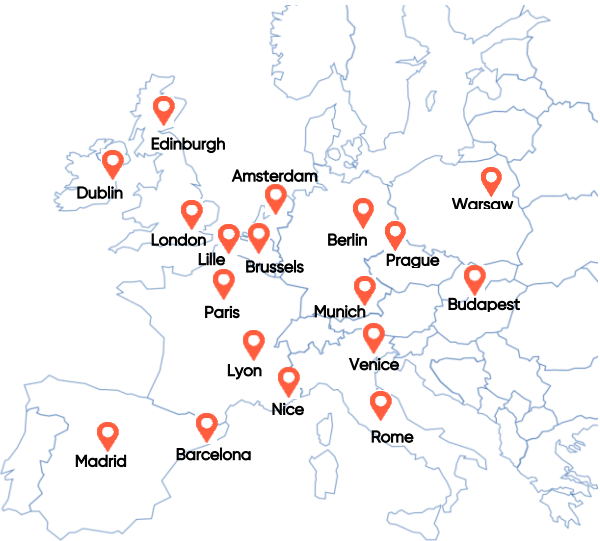 Edinburgh
Amsterdam
Dublin
Warsaw
London
Berlin
Lille
Prague
Brussels
Budapest
Paris
Munich
Lyon
Venice
Nice
Rome
Barcelona
Madrid